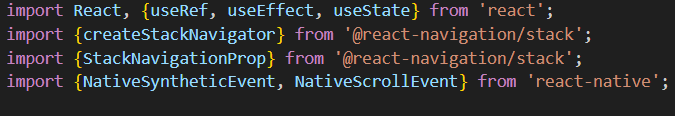 import React, {useRef, useEffect, useState} from 'react';
import {createStackNavigator} from '@react-navigation/stack';
import {StackNavigationProp} from '@react-navigation/stack';
import {NativeSyntheticEvent, NativeScrollEvent} from 'react-native';